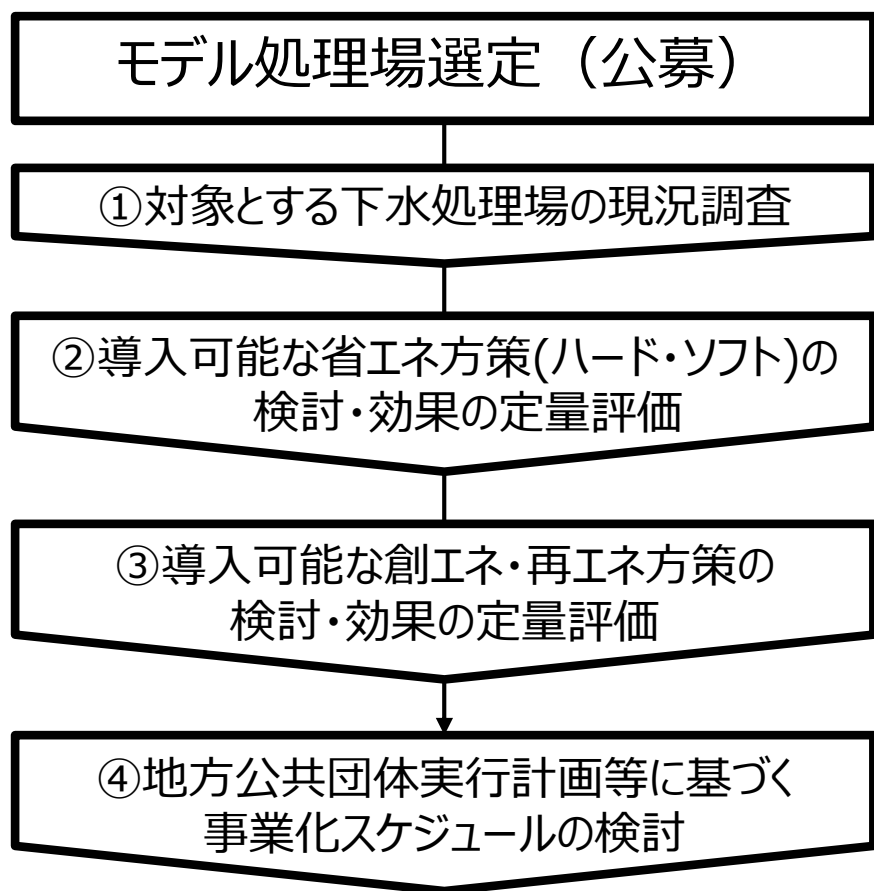 モデル処理場選定（公募）
①対象とする下水処理場の現況調査
②導入可能な省エネ方策(ハード・ソフト)の
検討・効果の定量評価
③導入可能な創エネ・再エネ方策の
検討・効果の定量評価
④地方公共団体実行計画等に基づく
事業化スケジュールの検討